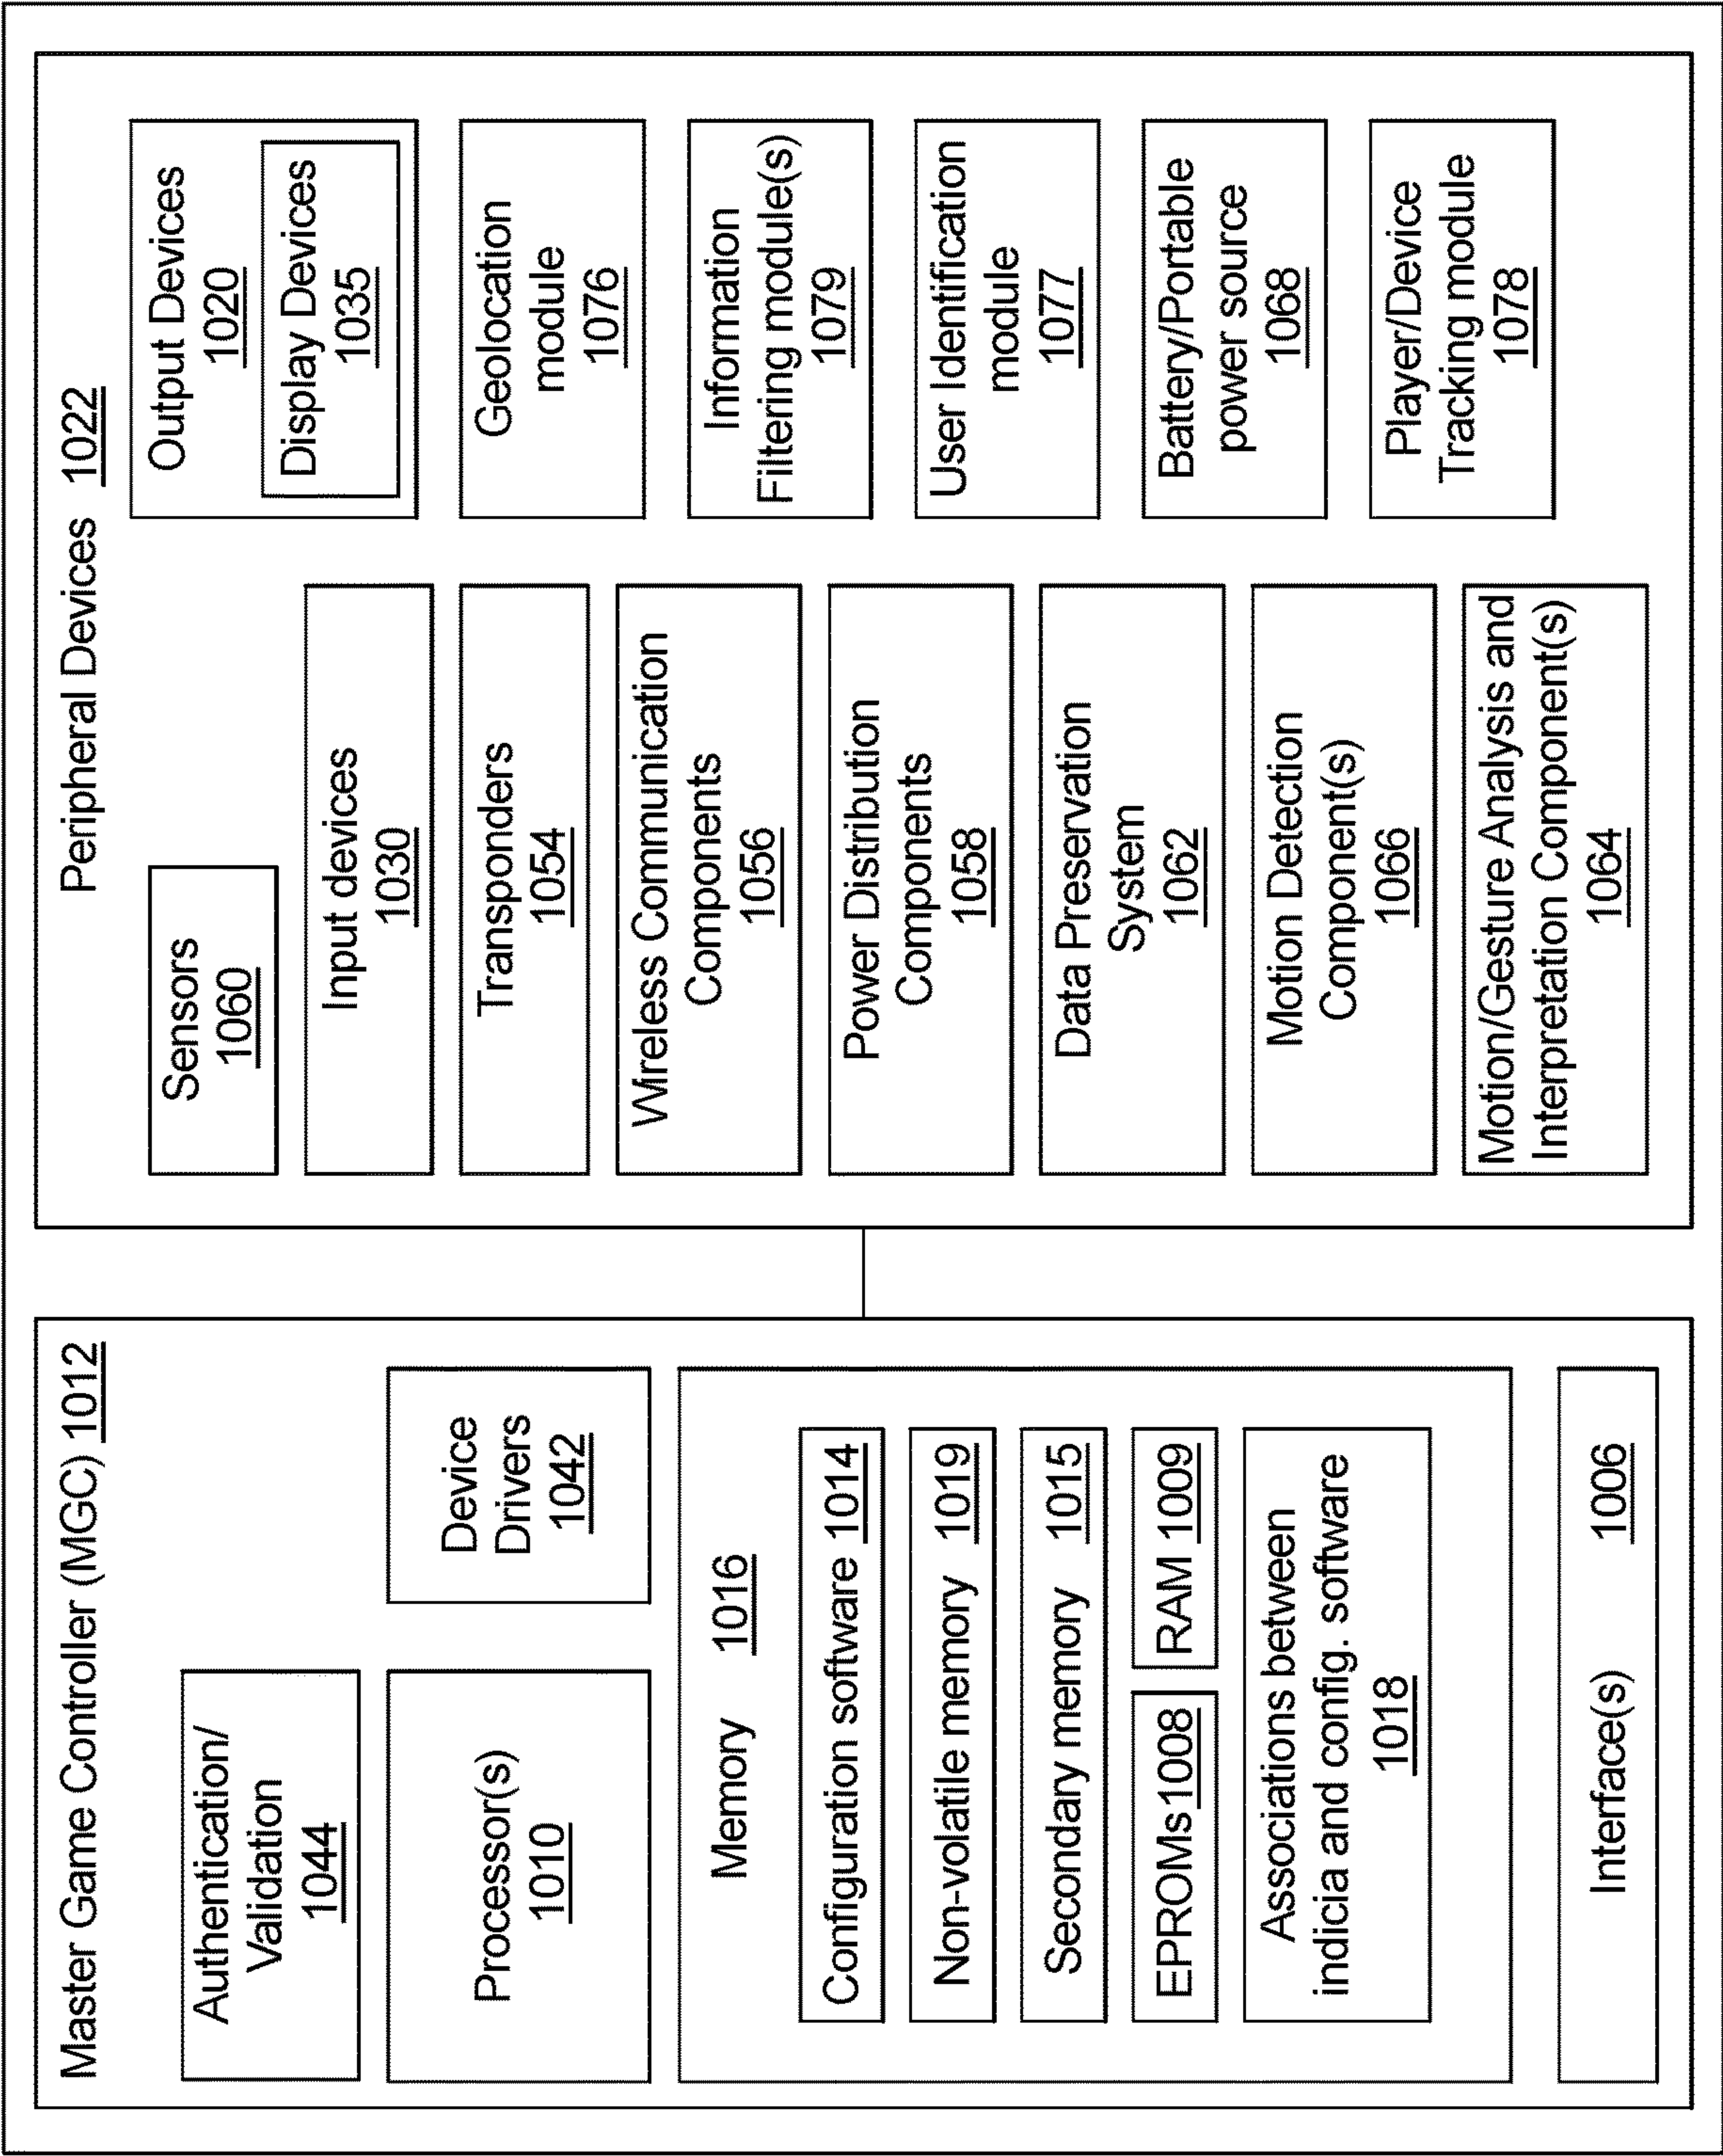 Master Game Controller (MGC) 1012
Authentication/
Validation
1044
Processor(s)
1010
Device
Drivers
1042
Memory 1016
Configuration software 1014
Non-volatile memory 1019
Secondary memory 1015
EPROMs 1008
RAM 1009
Associations between
indicia and config. software
1018
Interface(s) 1006
Peripheral Devices 1022
Sensors
1060
Input devices
1030
Transponders
1054
Wireless Communication
Components
1056
Power Distribution
Components
1058
Data Preservation
System
1062
Motion Detection
Component(s)
1066
Motion/Gesture Analysis and
Interpretation Component(s)
1064
Output Devices
1020
Display Devices
1035
Geolocation
module
1076
Information
Filtering module(s)
1079
User Identification
module
1077
Battery/Portable
power source
1068
Player/Device
Tracking module
1078